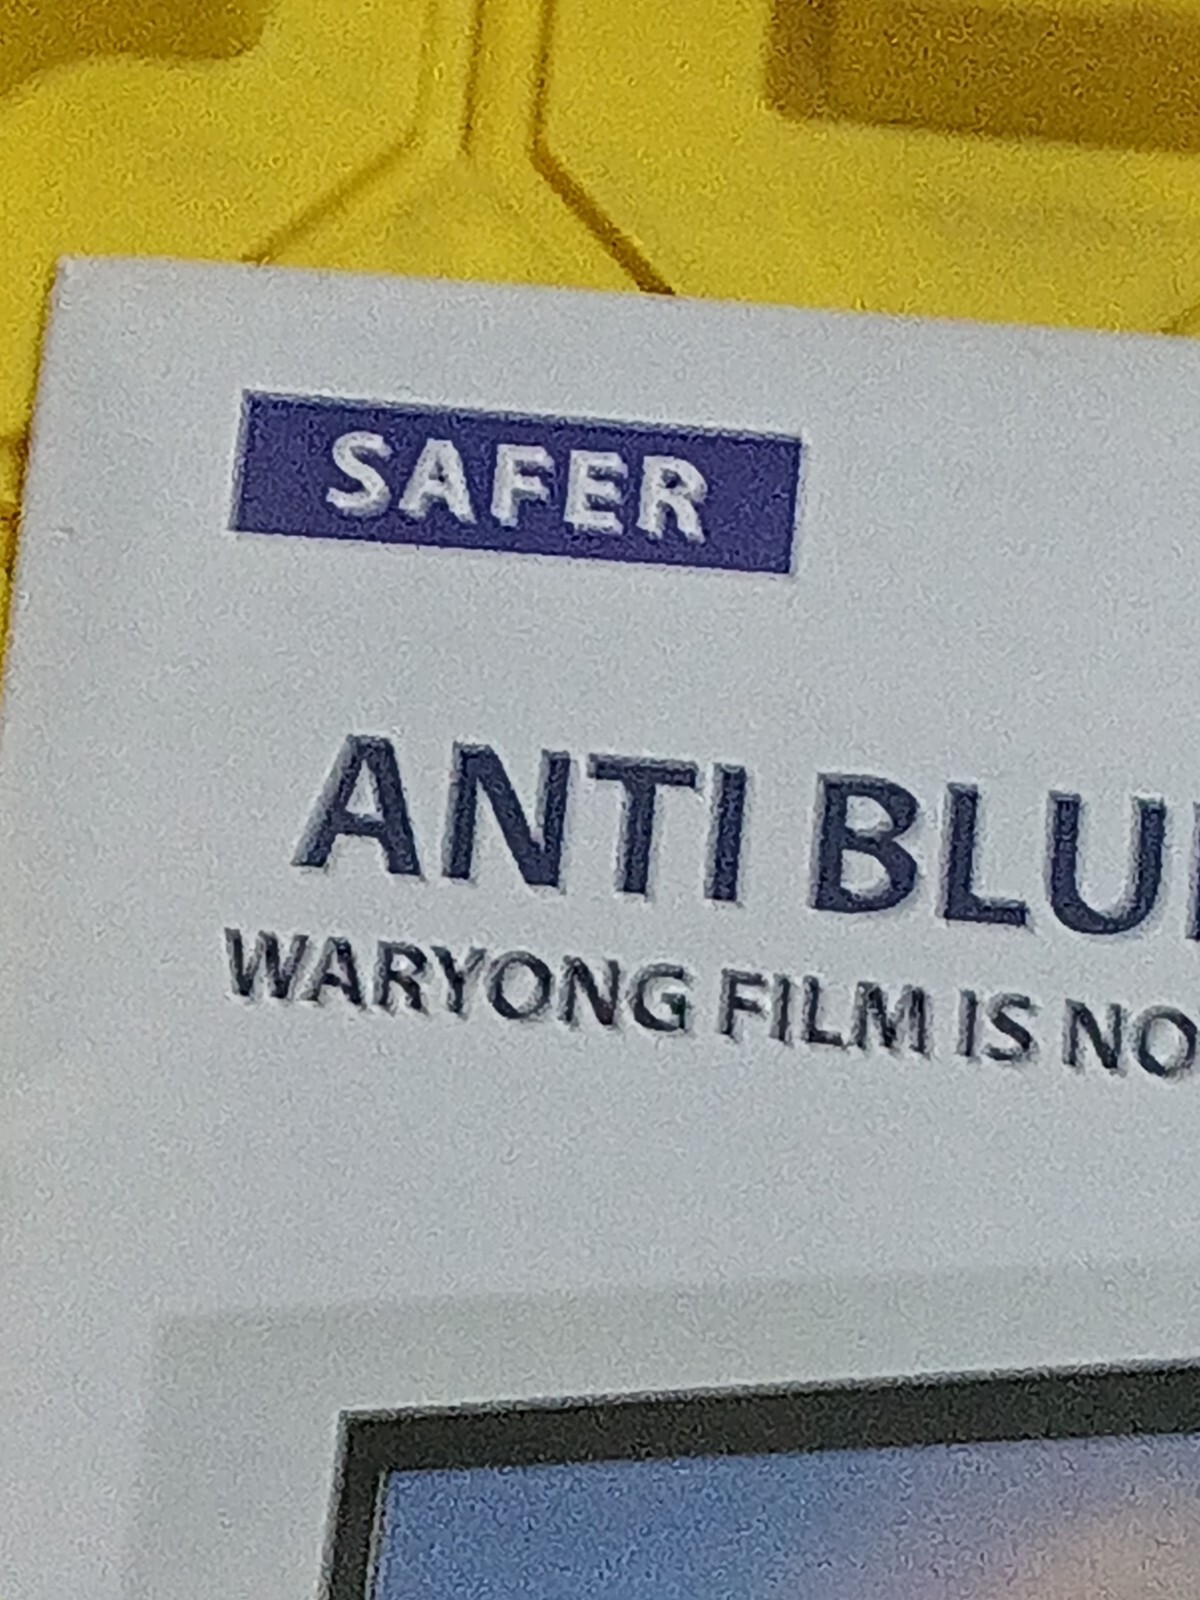 SAFER
ANTI BLU
WARYONG FILM IS NO